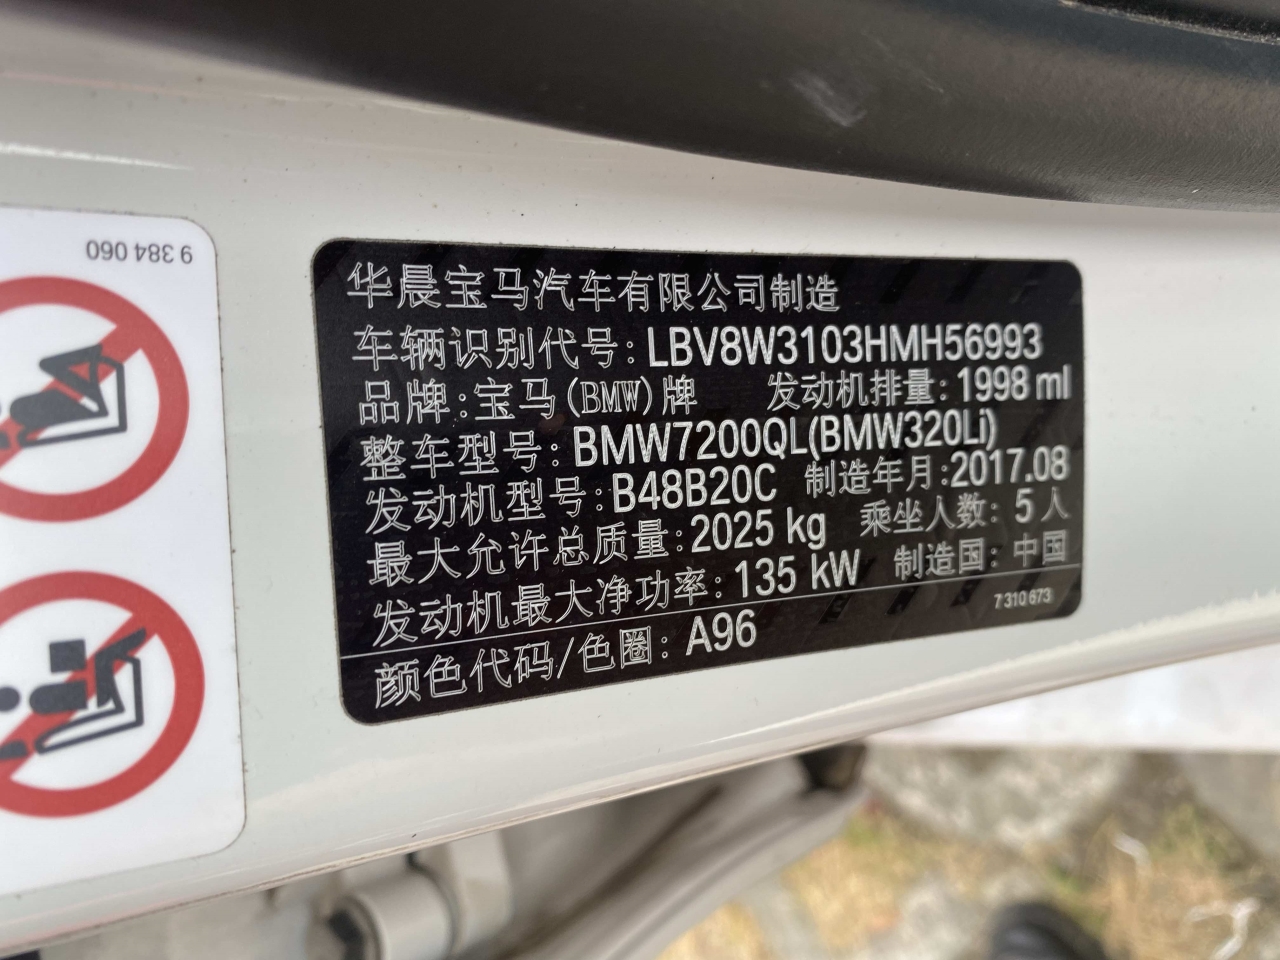 9 384 060
华晨宝马汽车有限公司制造
车辆识别代号: LBV8W3103HMH56993
品牌:宝马(BMW)牌 发动机排量: 1998 ml
整车型号: BMW7200QL(BMW320Li)
发动机型号: B48B20C 制造年月:2017.08
最大允许总质量: 2025 kg 乘坐人数: 5 人
发动机最大净功率: 135 kW 制造国: 中国
7 310 673
颜色代码/色圈: A96